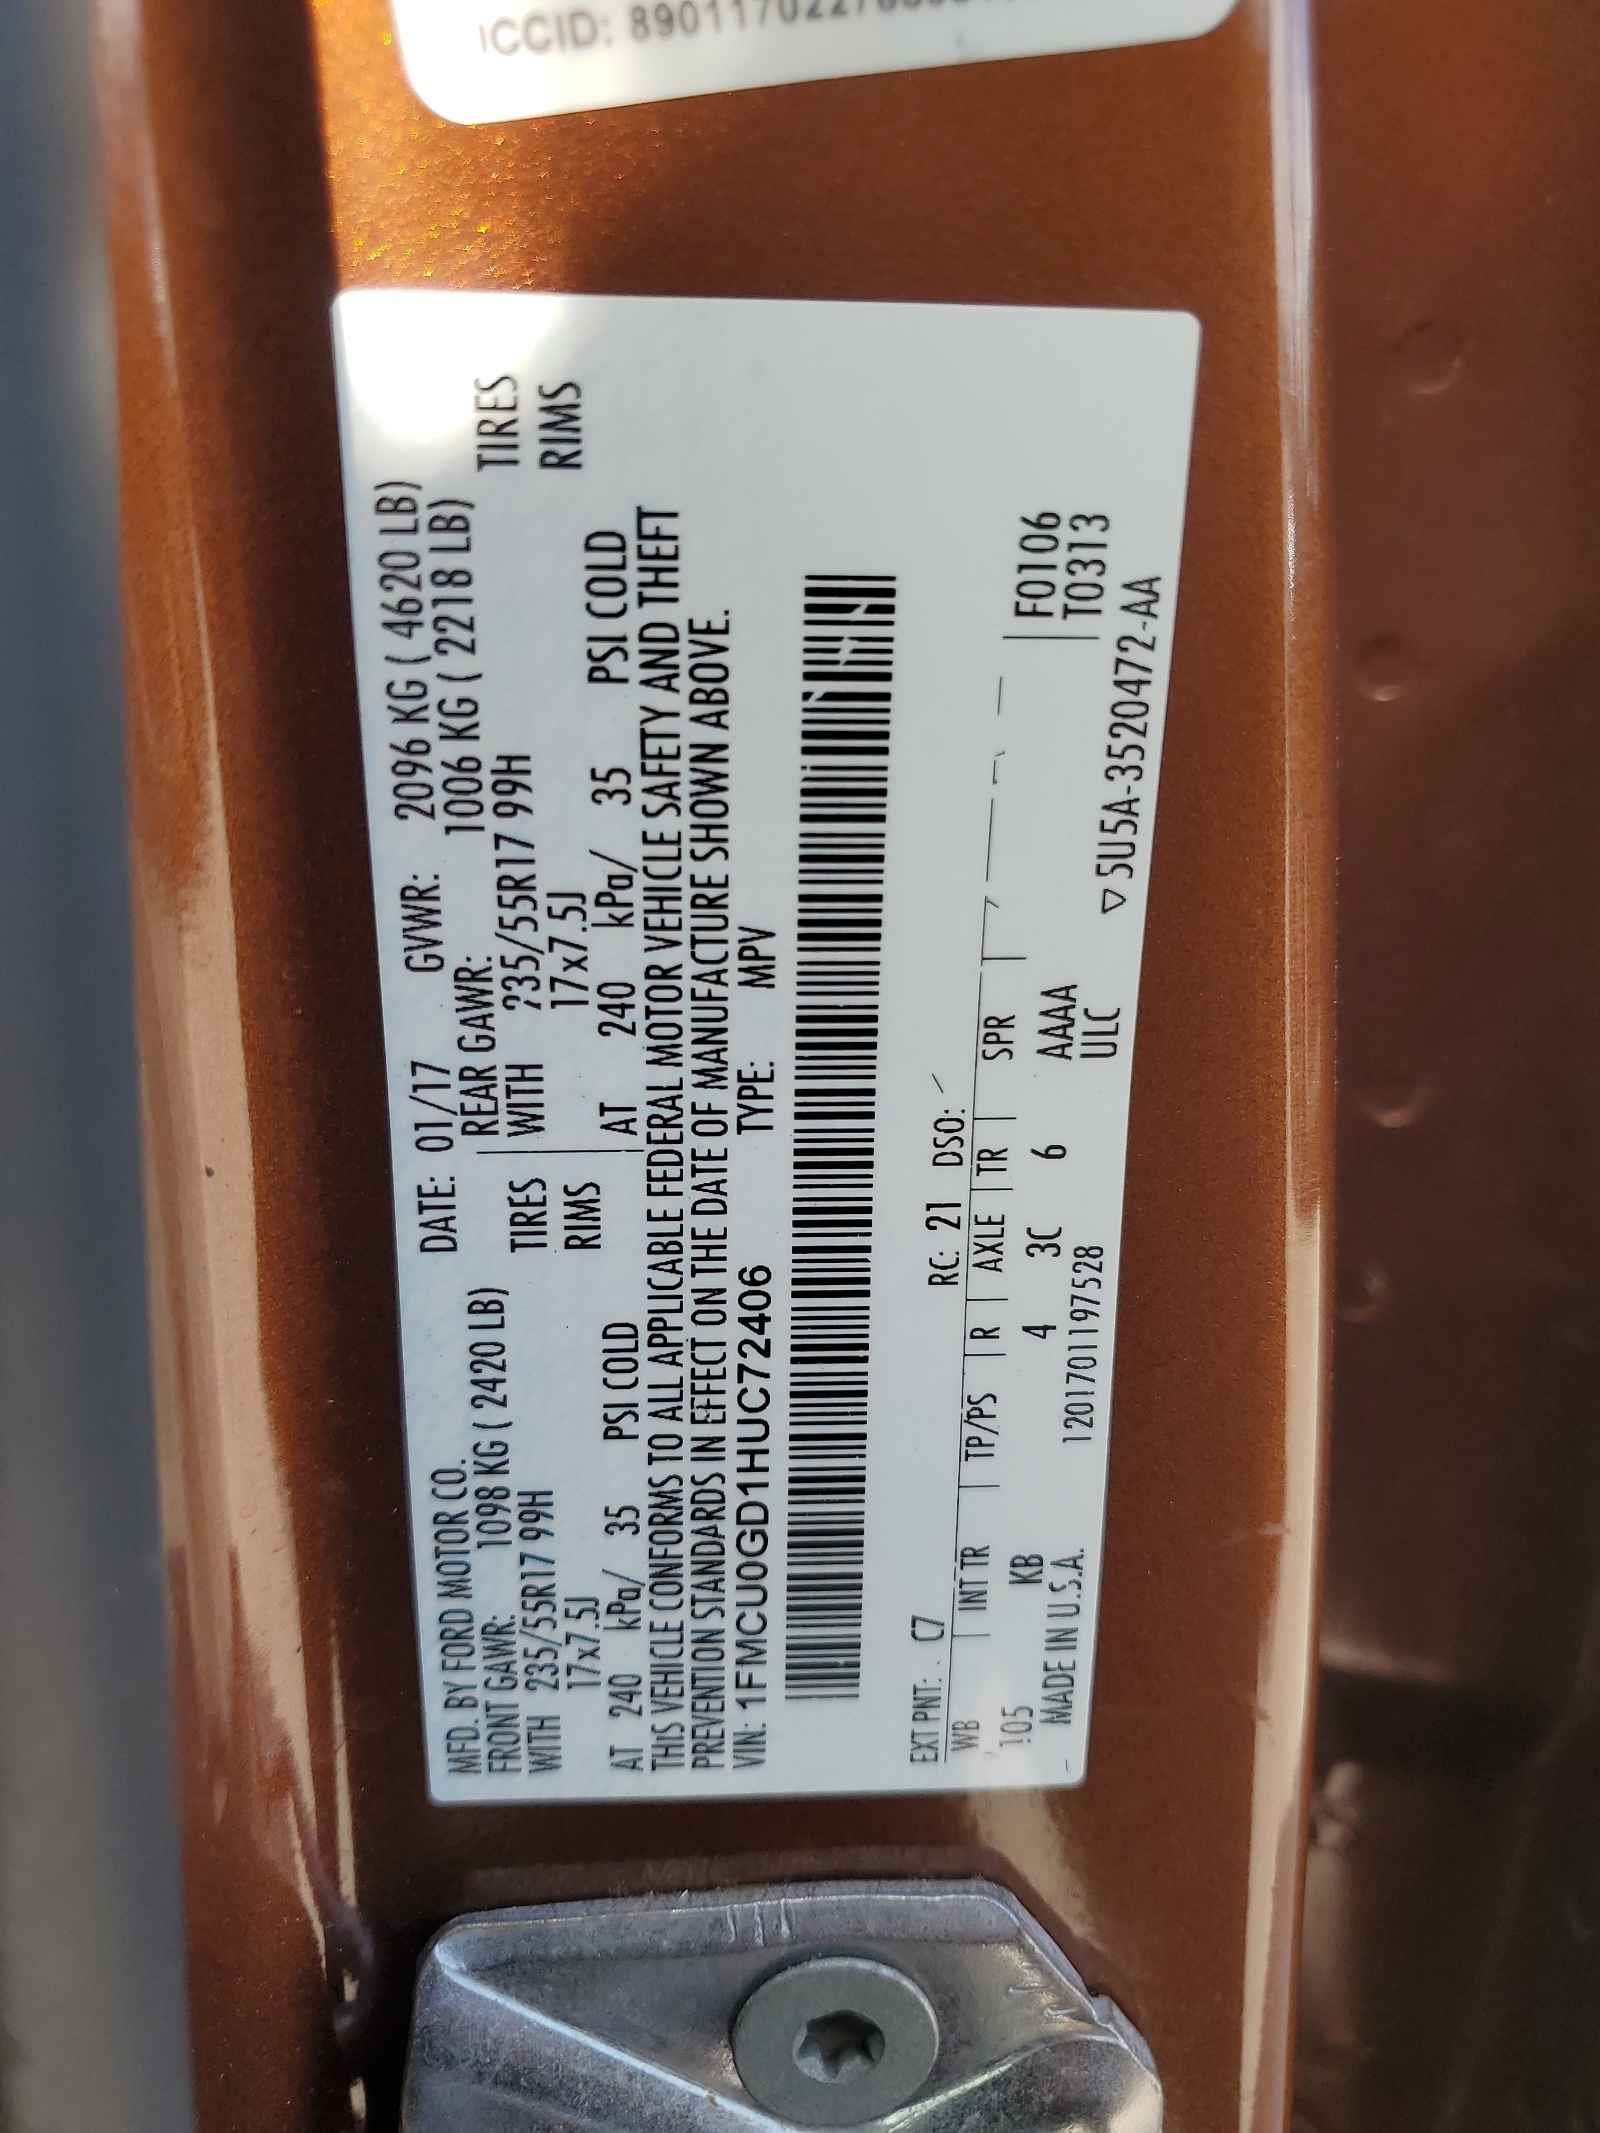 CCID: 8901170227
MFD. BY FORD MOTOR CO. DATE: 01/17 GVWR: 2096 KG ( 4620 LB)
FRONT GAWR: 1098 KG ( 2420 LB) REAR GAWR: 1006 KG ( 2218 LB)
WITH 235/55R17 99H TIRES WITH 235/55R17 99H TIRES
17x7.5J RIMS 17x7.5J RIMS
AT 240 kPa/ 35 PSI COLD AT 240 kPa/ 35 PSI COLD
THIS VEHICLE CONFORMS TO ALL APPLICABLE FEDERAL MOTOR VEHICLE SAFETY AND THEFT
PREVENTION STANDARDS IN EFFECT ON THE DATE OF MANUFACTURE SHOWN ABOVE.
VIN: 1FMCU0GD1HUC72406 TYPE: MPV
EXT PNT: C7 RC: 21 DSO:
WB INT TR TP/PS R AXLE TR SPR F0106
105 KB 4 3C 6 AAAA T0313
MADE IN U.S.A. 1201701197528 ULC
▽5U5A-3520472-AA